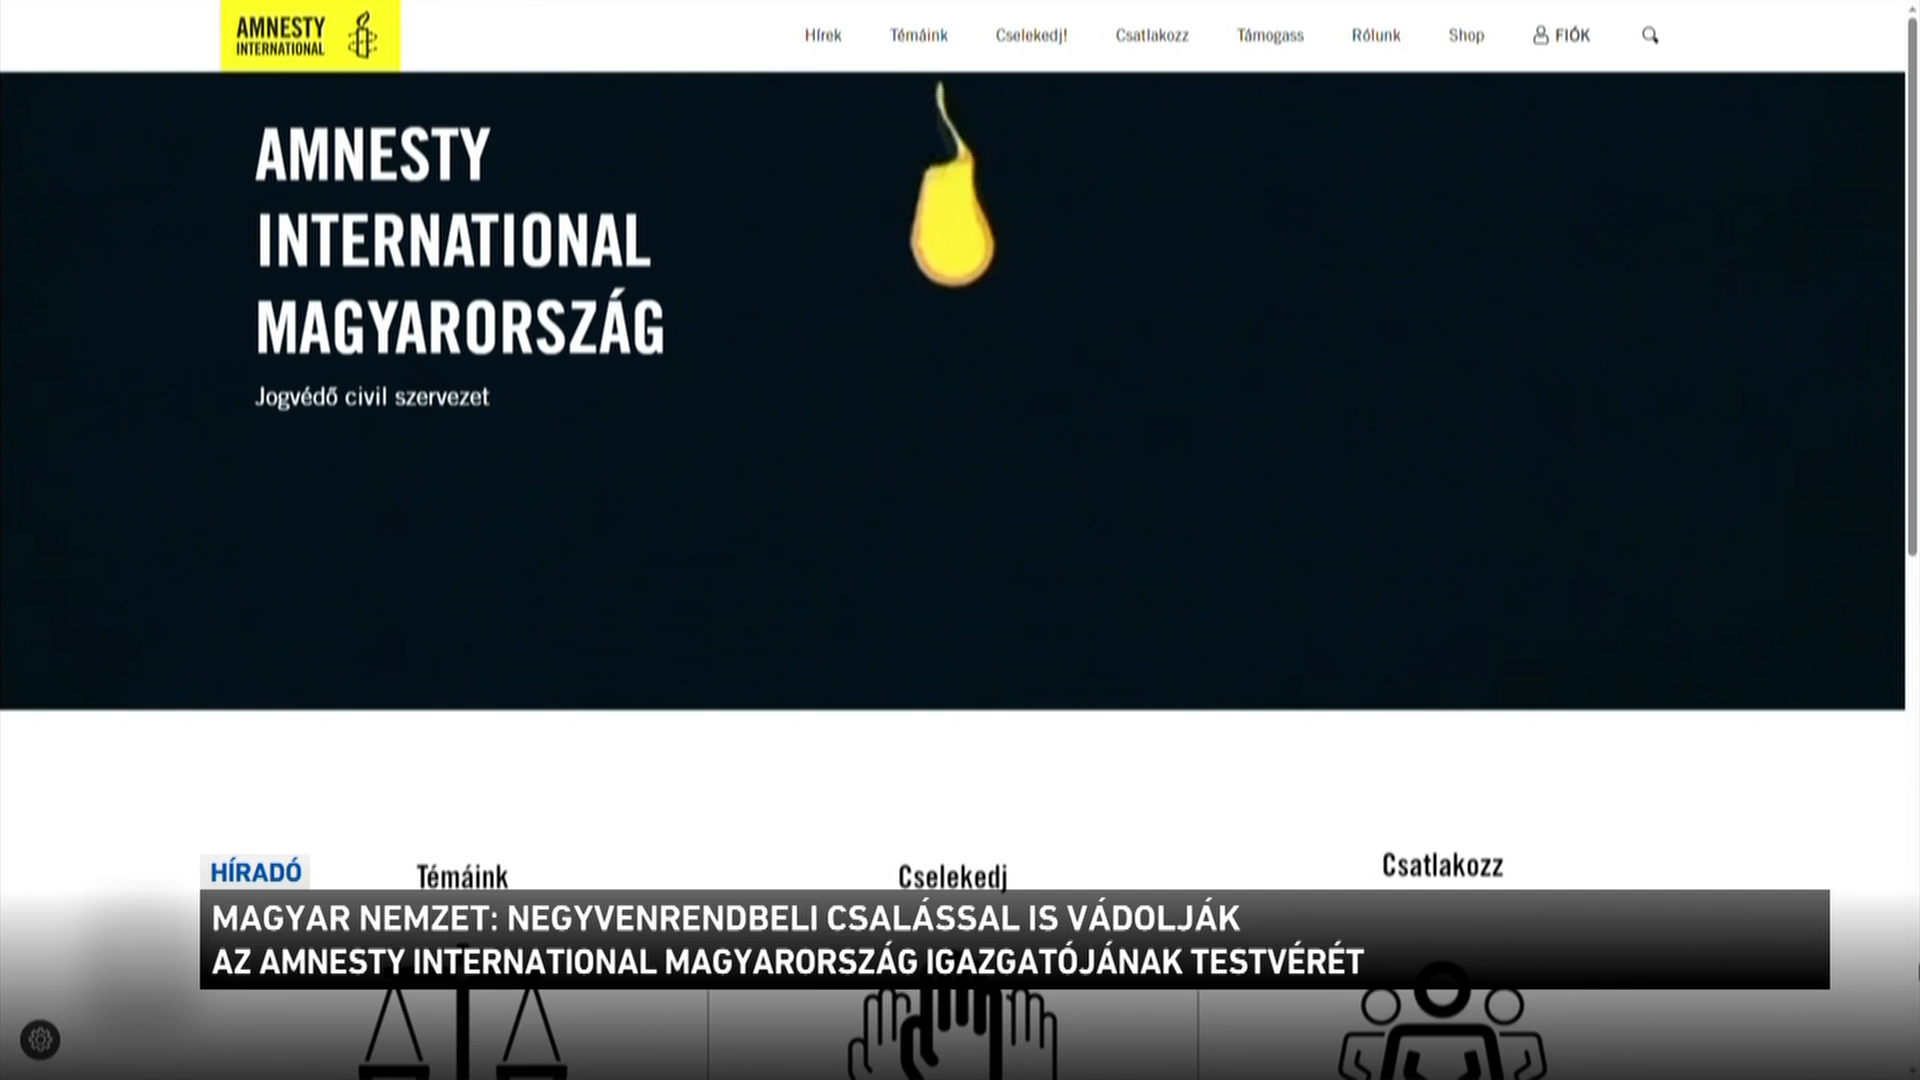 AMNESTY
INTERNATIONAL
Hírek Témáink Cselekedj! Csatlakozz Támogass Rólunk Shop FIÓK
AMNESTY
INTERNATIONAL
MAGYARORSZÁG
Jogvédő civil szervezet
Témáink Cselekedj Csatlakozz
HÍRADÓ
MAGYAR NEMZET: NEGYVENRENDBELI CSALÁSSAL IS VÁDOLJÁK
AZ AMNESTY INTERNATIONAL MAGYARORSZÁG IGAZGATÓJÁNAK TESTVÉRÉT